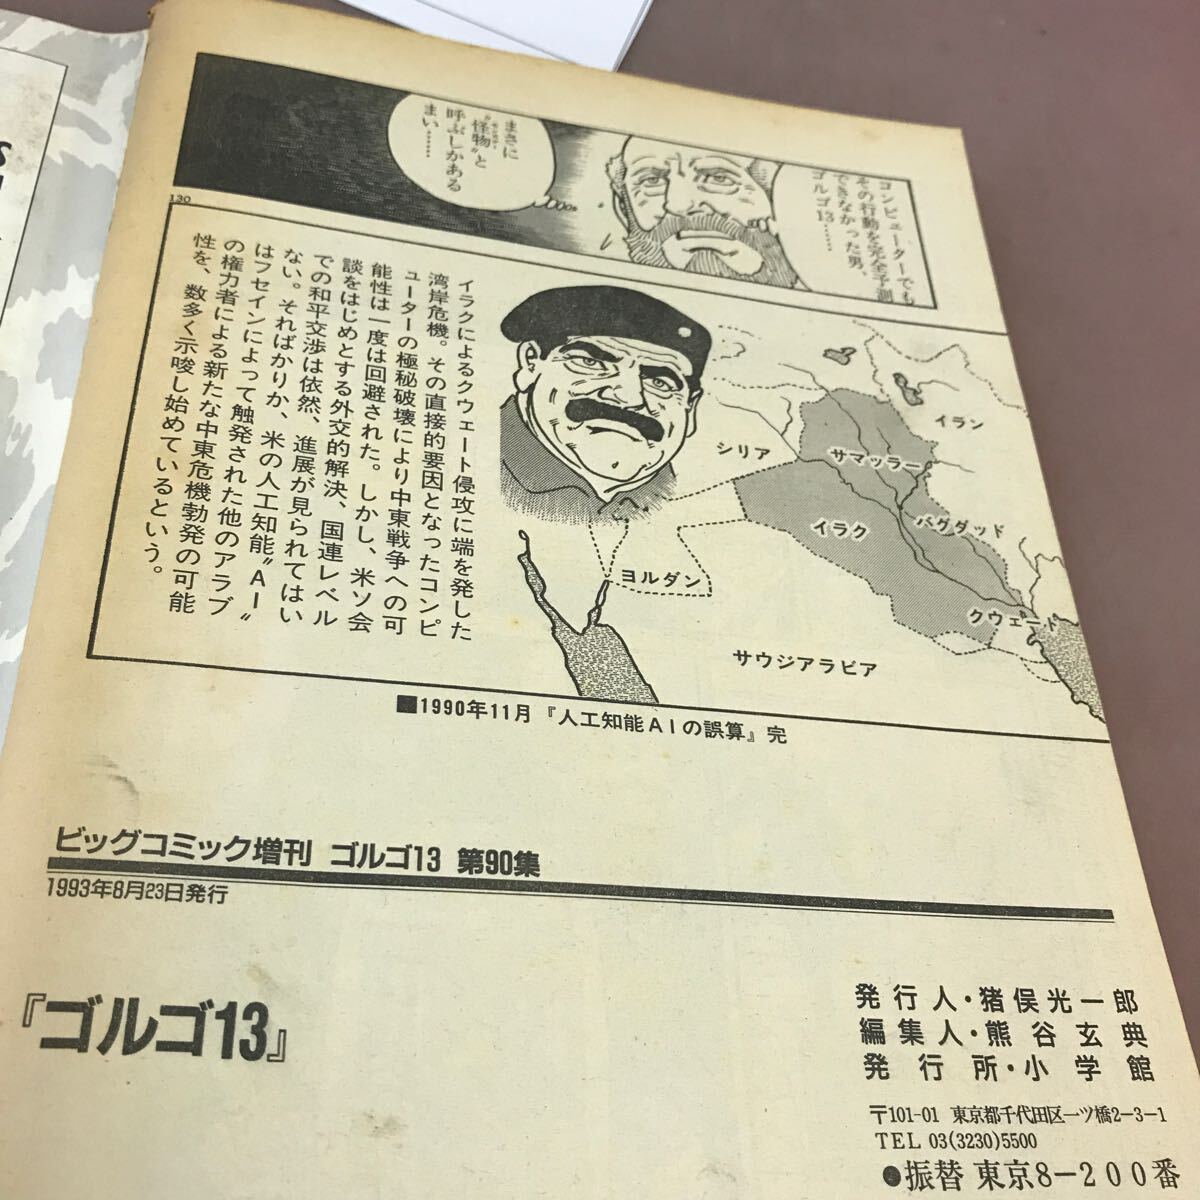 コンピューターでも
その行動を完全予測
できなかった男、
ゴルゴ13……
まさに
〝怪物〟と
呼ぶしかある
まい……
130
イラクによるクウェート侵攻に端を発した
湾岸危機。その直接的要因となったコンピ
ューターの極秘破壊により中東戦争への可
能性は一度は回避された。しかし、米ソ会
談をはじめとする外交的解決、国連レベル
での和平交渉は依然、進展が見られてはい
ない。そればかりか、米の人工知能〝AI〟
はフセインによって触発された他のアラブ
の権力者による新たな中東危機勃発の可能
性を、数多く示唆し始めているという。
イラン
シリア
サマッラー
バグダッド
イラク
ヨルダン
クウェート
サウジアラビア
■1990年11月『人工知能AIの誤算』完
ビッグコミック増刊 ゴルゴ13 第90集
1993年8月23日発行
『ゴルゴ13』
発行人・猪俣光一郎
編集人・熊谷玄典
発行所・小学館
〒101-01 東京都千代田区一ツ橋2-3-1
TEL 03(3230)5500
●振替 東京8-200番